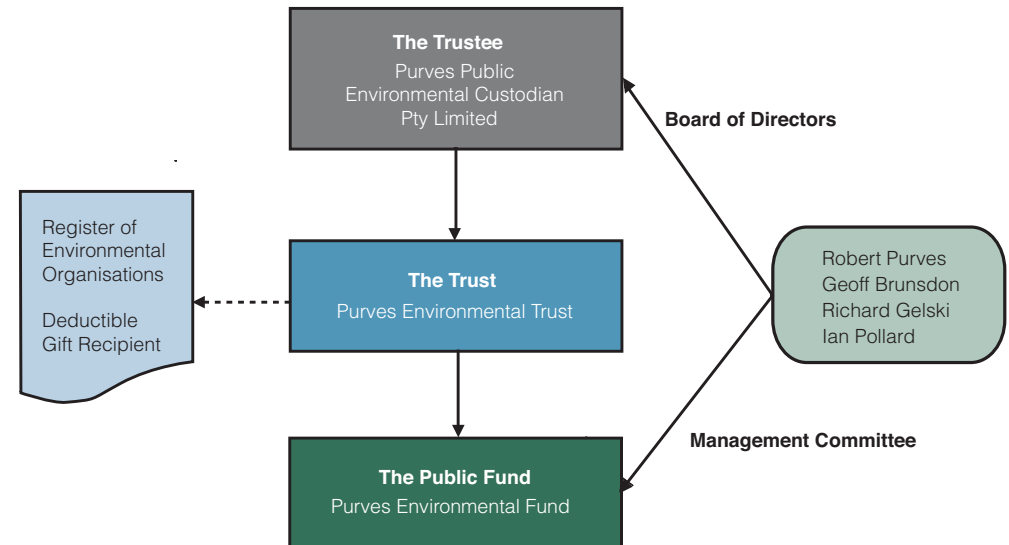 The Trustee
Purves Public
Environmental Custodian
Pty Limited
Board of Directors
Register of
Environmental
Organisations
Deductible
Gift Recipient
The Trust
Purves Environmental Trust
Robert Purves
Geoff Brunsdon
Richard Gelski
Ian Pollard
Management Committee
The Public Fund
Purves Environmental Fund